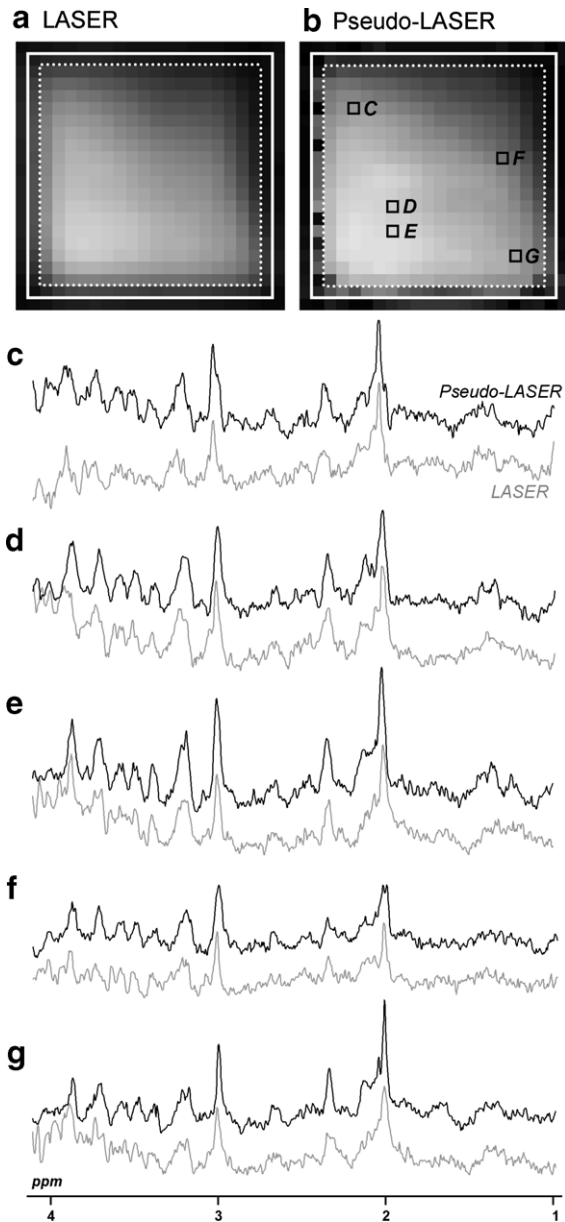 a LASER
b Pseudo-LASER
C
F
D
E
G
c
Pseudo-LASER
LASER
d
e
f
g
ppm
4 3 2 1